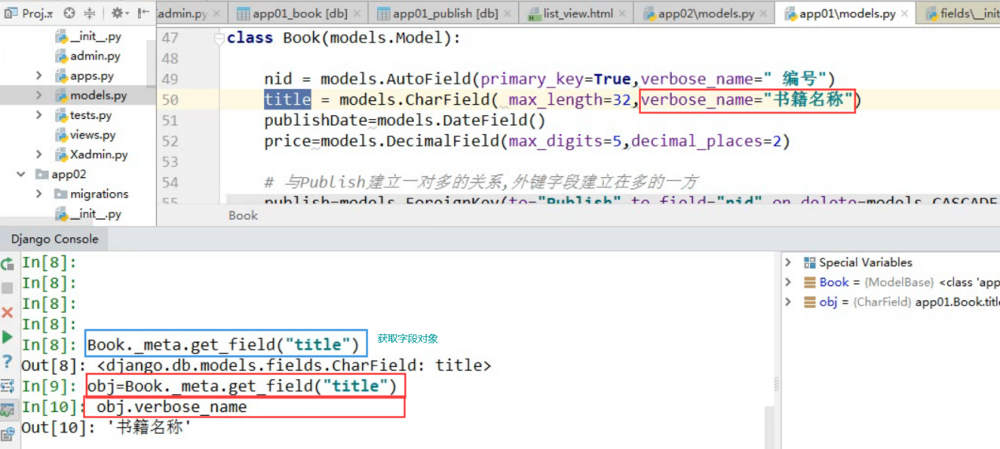 Proj.
admin.py
app01_book [db]
app01_publish [db]
list_view.html
app02\models.py
app01\models.py
fields\__init
__init__.py
admin.py
apps.py
models.py
tests.py
views.py
Xadmin.py
app02
migrations
__init__.py
47 class Book(models.Model):
48
49 nid = models.AutoField(primary_key=True,verbose_name=" 编号")
50 title = models.CharField( max_length=32,verbose_name="书籍名称")
51 publishDate=models.DateField()
52 price=models.DecimalField(max_digits=5,decimal_places=2)
53
54 # 与Publish建立一对多的关系,外键字段建立在多的一方
55 publish=models.ForeignKey(to="Publish",to_field="nid",on_delete=models.CASCADE
Book
Django Console
In[8]:
In[8]:
In[8]:
In[8]:
In[8]: Book._meta.get_field("title") 获取字段对象
Out[8]: <django.db.models.fields.CharField: title>
In[9]: obj=Book._meta.get_field("title")
In[10]: obj.verbose_name
Out[10]: '书籍名称'
Special Variables
Book = {ModelBase} <class 'app
obj = {CharField} app01.Book.title